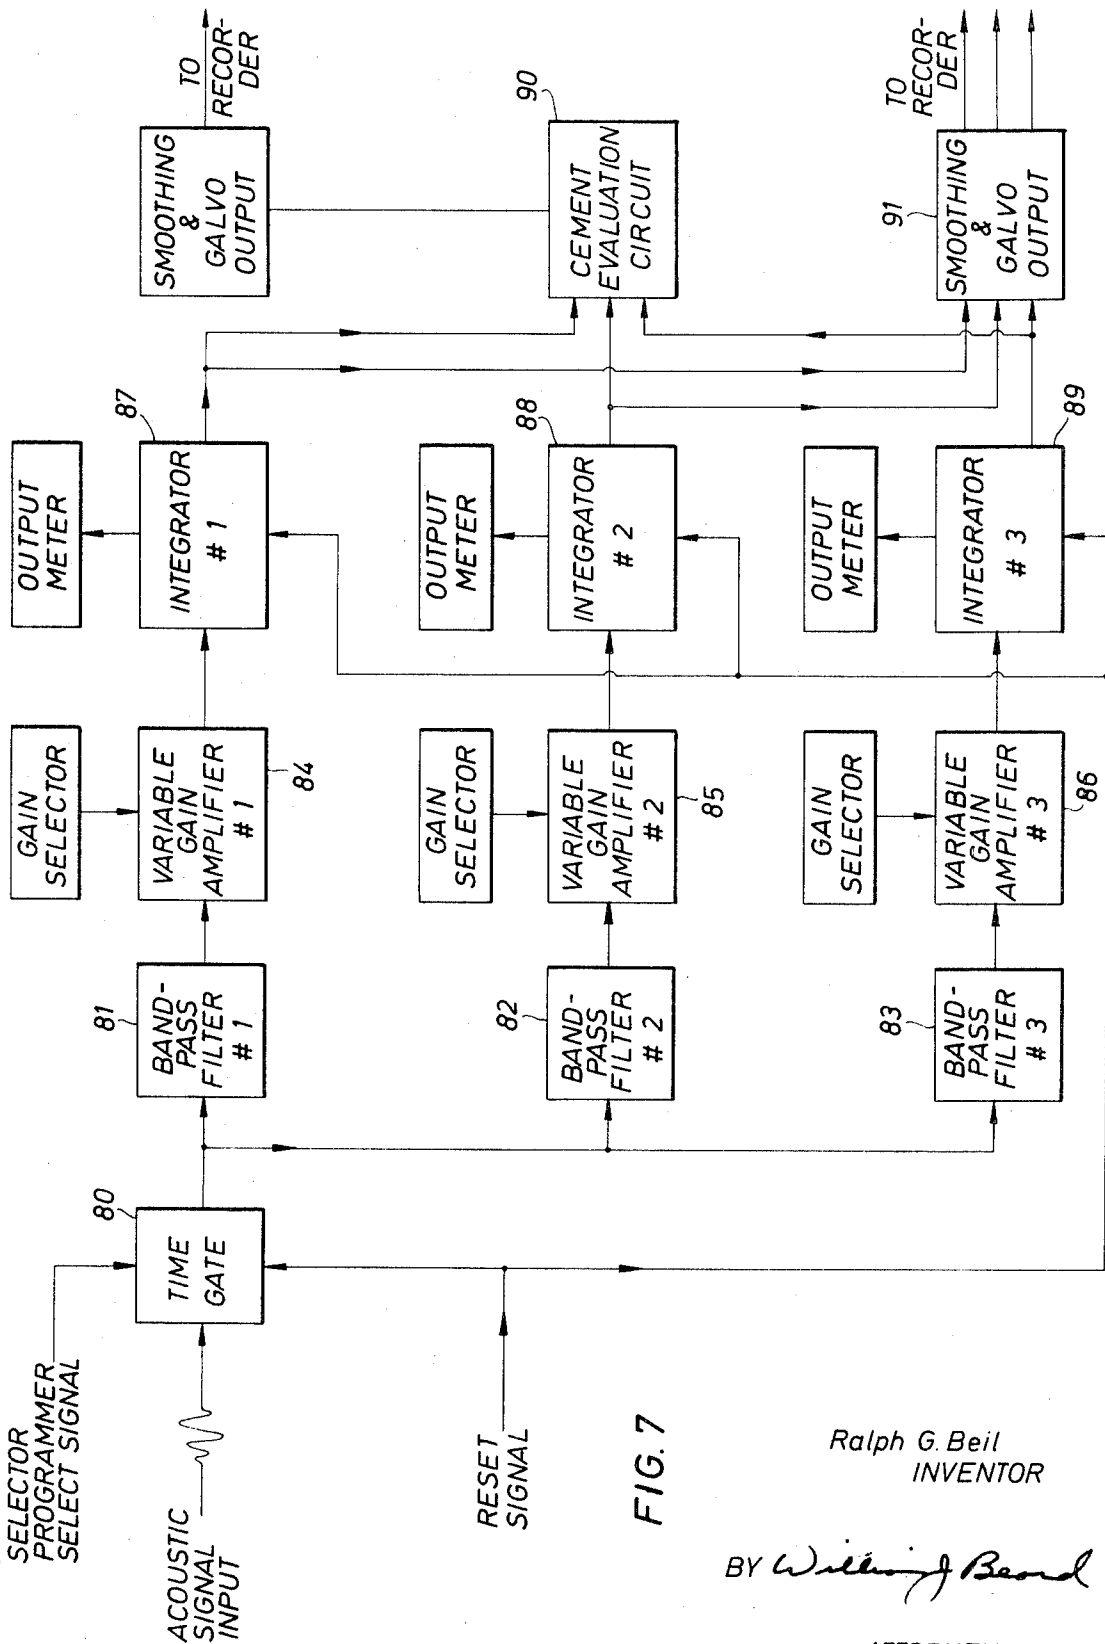 SELECTOR
PROGRAMMER
SELECT SIGNAL
ACOUSTIC
SIGNAL
INPUT
RESET
SIGNAL
80
TIME
GATE
81
BAND-
PASS
FILTER
# 1
82
BAND-
PASS
FILTER
# 2
83
BAND-
PASS
FILTER
# 3
GAIN
SELECTOR
VARIABLE
GAIN
AMPLIFIER
# 1
84
GAIN
SELECTOR
VARIABLE
GAIN
AMPLIFIER
# 2
85
GAIN
SELECTOR
VARIABLE
GAIN
AMPLIFIER
# 3
86
OUTPUT
METER
87
INTEGRATOR
# 1
OUTPUT
METER
88
INTEGRATOR
# 2
OUTPUT
METER
INTEGRATOR
# 3
89
SMOOTHING
&
GALVO
OUTPUT
TO
RECOR-
DER
90
CEMENT
EVALUATION
CIRCUIT
91
SMOOTHING
&
GALVO
OUTPUT
TO
RECOR-
DER
FIG. 7
Ralph G. Beil
INVENTOR
BY William J Beard